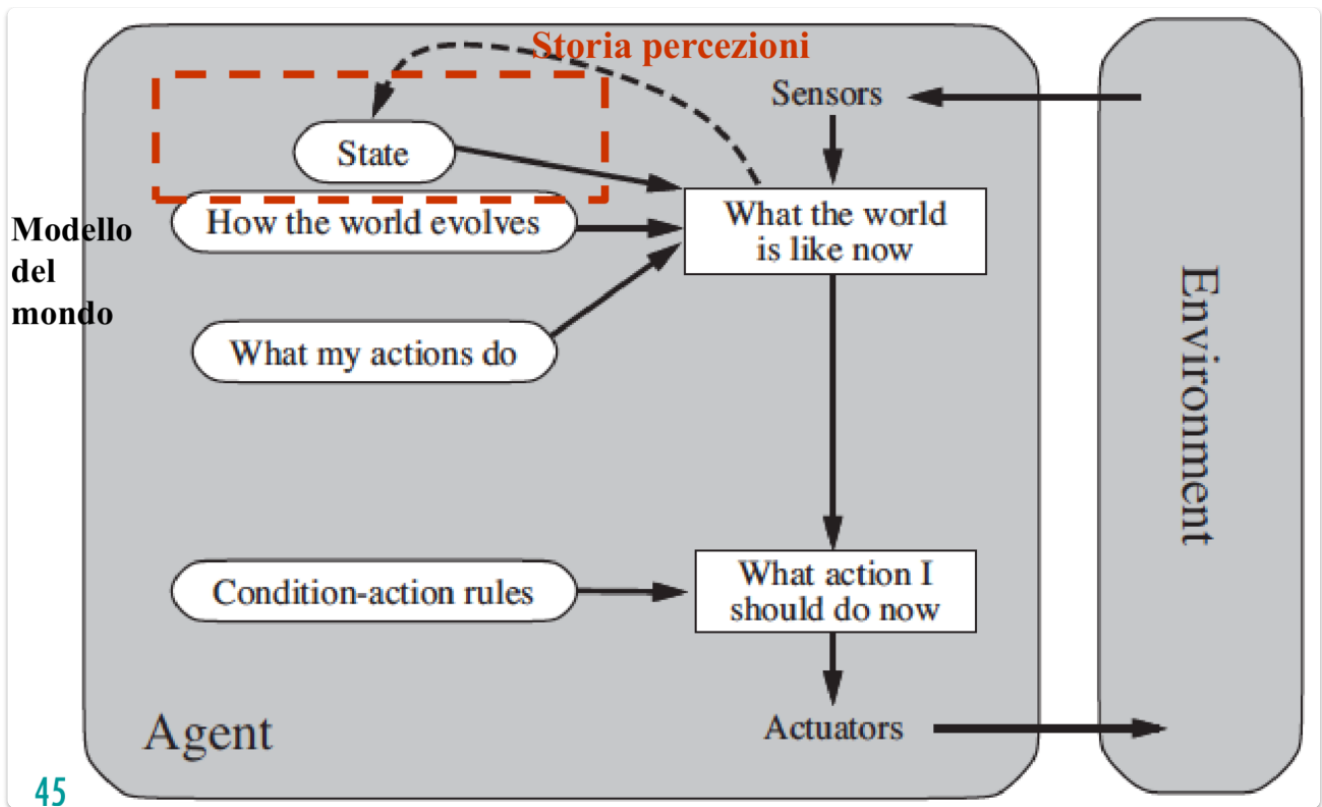 Storia percezioni
Sensors
State
How the world evolves
What the world
is like now
Modello
del
mondo
What my actions do
Environment
Condition-action rules
What action I
should do now
Agent
Actuators
45